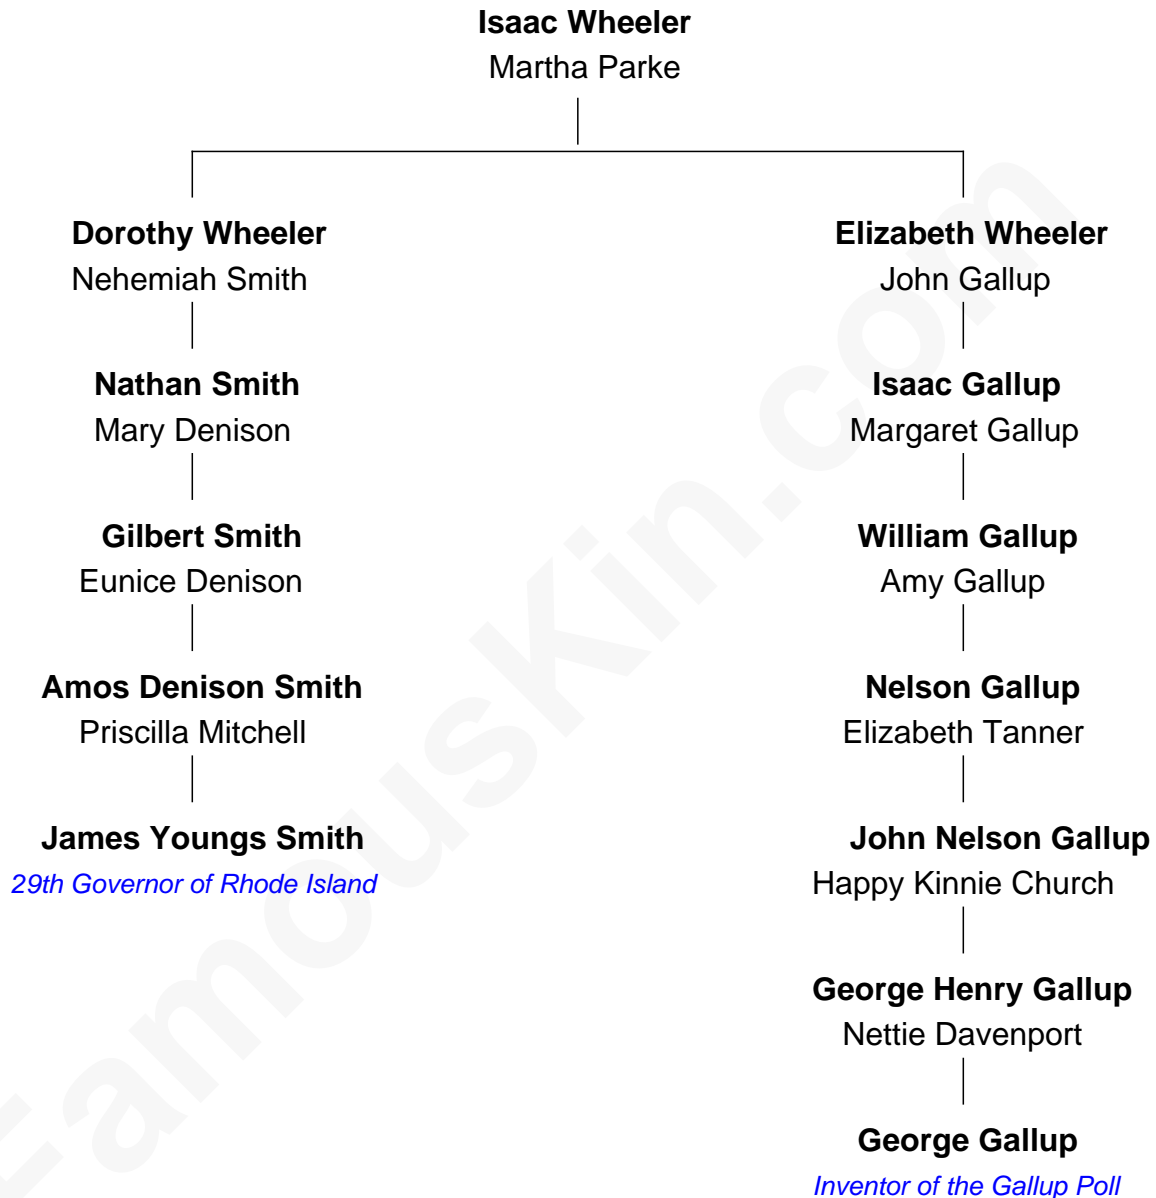 Isaac Wheeler
Martha Parke
Dorothy Wheeler
Nehemiah Smith
Elizabeth Wheeler
John Gallup
Nathan Smith
Mary Denison
Isaac Gallup
Margaret Gallup
Gilbert Smith
Eunice Denison
William Gallup
Amy Gallup
Amos Denison Smith
Priscilla Mitchell
Nelson Gallup
Elizabeth Tanner
James Youngs Smith
29th Governor of Rhode Island
John Nelson Gallup
Happy Kinnie Church
George Henry Gallup
Nettie Davenport
George Gallup
Inventor of the Gallup Poll
FamousKin.com